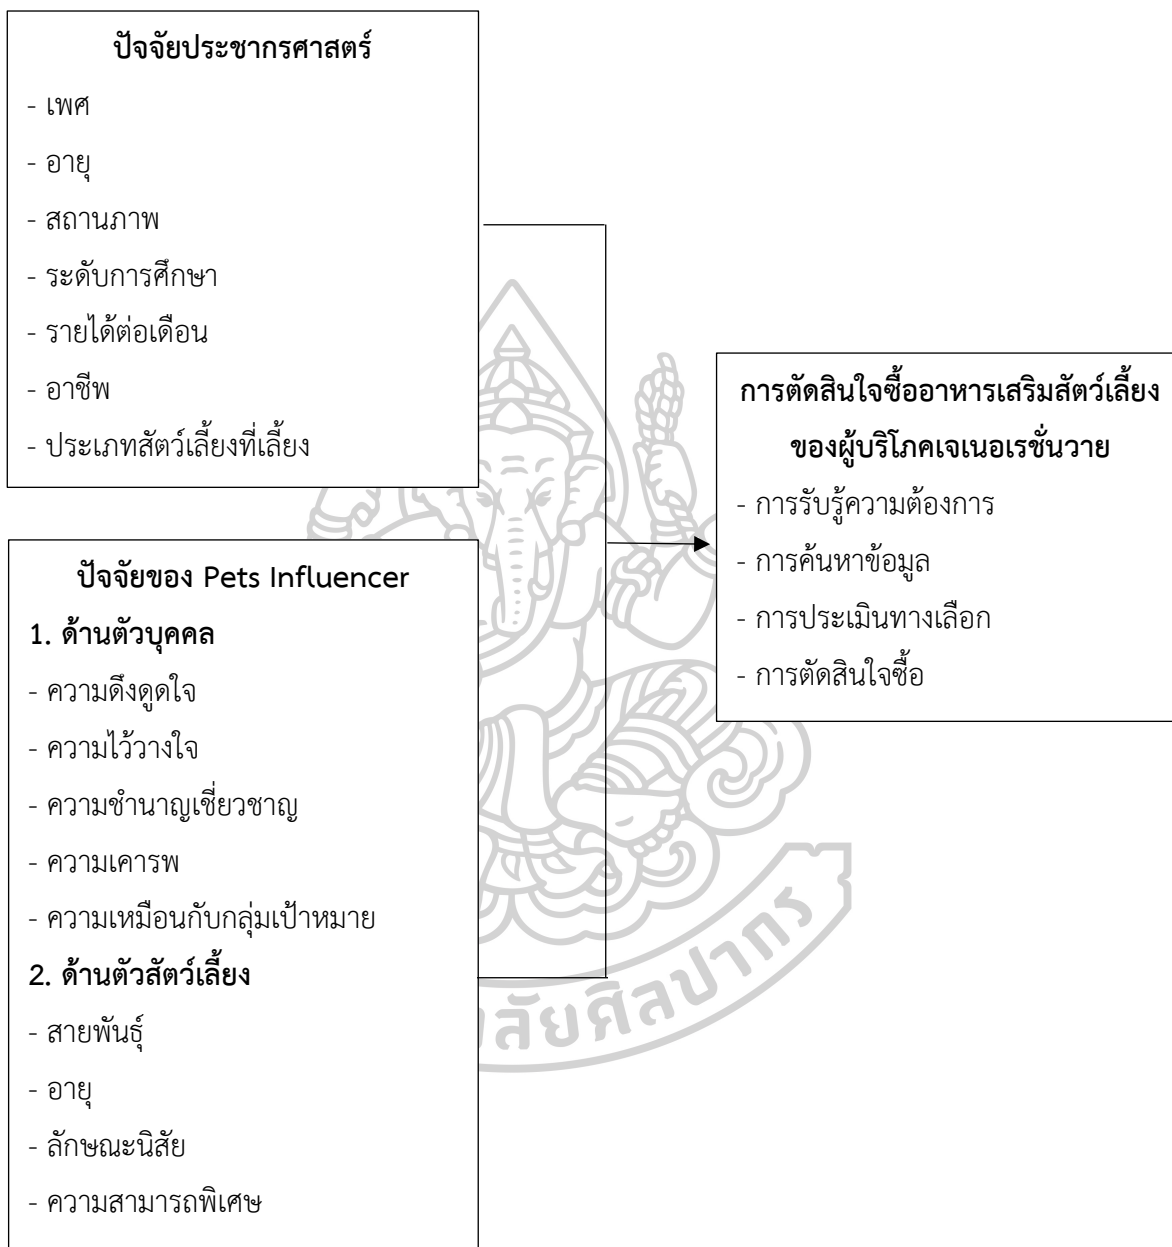 ปัจจัยประชากรศาสตร์
- เพศ
- อายุ
- สถานภาพ
- ระดับการศึกษา
- รายได้ต่อเดือน
- อาชีพ
- ประเภทสัตว์เลี้ยงที่เลี้ยง
ปัจจัยของ Pets Influencer
1. ด้านตัวบุคคล
- ความดึงดูดใจ
- ความไว้วางใจ
- ความชำนาญเชี่ยวชาญ
- ความเคารพ
- ความเหมือนกับกลุ่มเป้าหมาย
2. ด้านตัวสัตว์เลี้ยง
- สายพันธุ์
- อายุ
- ลักษณะนิสัย
- ความสามารถพิเศษ
การตัดสินใจซื้ออาหารเสริมสัตว์เลี้ยง
ของผู้บริโภคเจเนอเรชั่นวาย
- การรับรู้ความต้องการ
- การค้นหาข้อมูล
- การประเมินทางเลือก
- การตัดสินใจซื้อ
ลัยศิลปากร